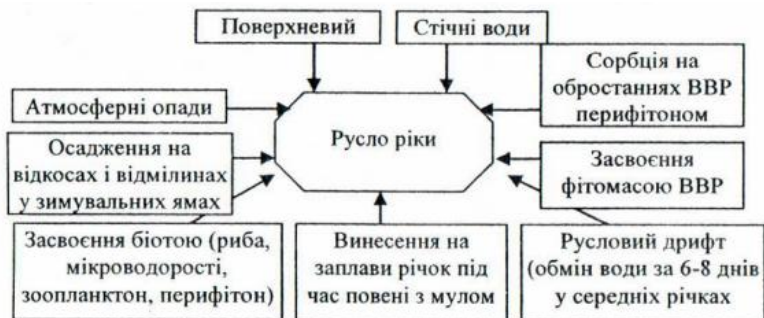 Поверхневий
Стічні води
Атмосферні опади
Русло ріки
Сорбція на
обростаннях ВВР
перифітоном
Осадження на
відкосах і відмілинах
у зимувальних ямах
Засвоєння
фітомасою ВВР
Засвоєння біотою (риба,
мікроводорості,
зоопланктон, перифітон)
Винесення на
заплави річок під
час повені з мулом
Русловий дрифт
(обмін води за 6-8 днів
у середніх річках